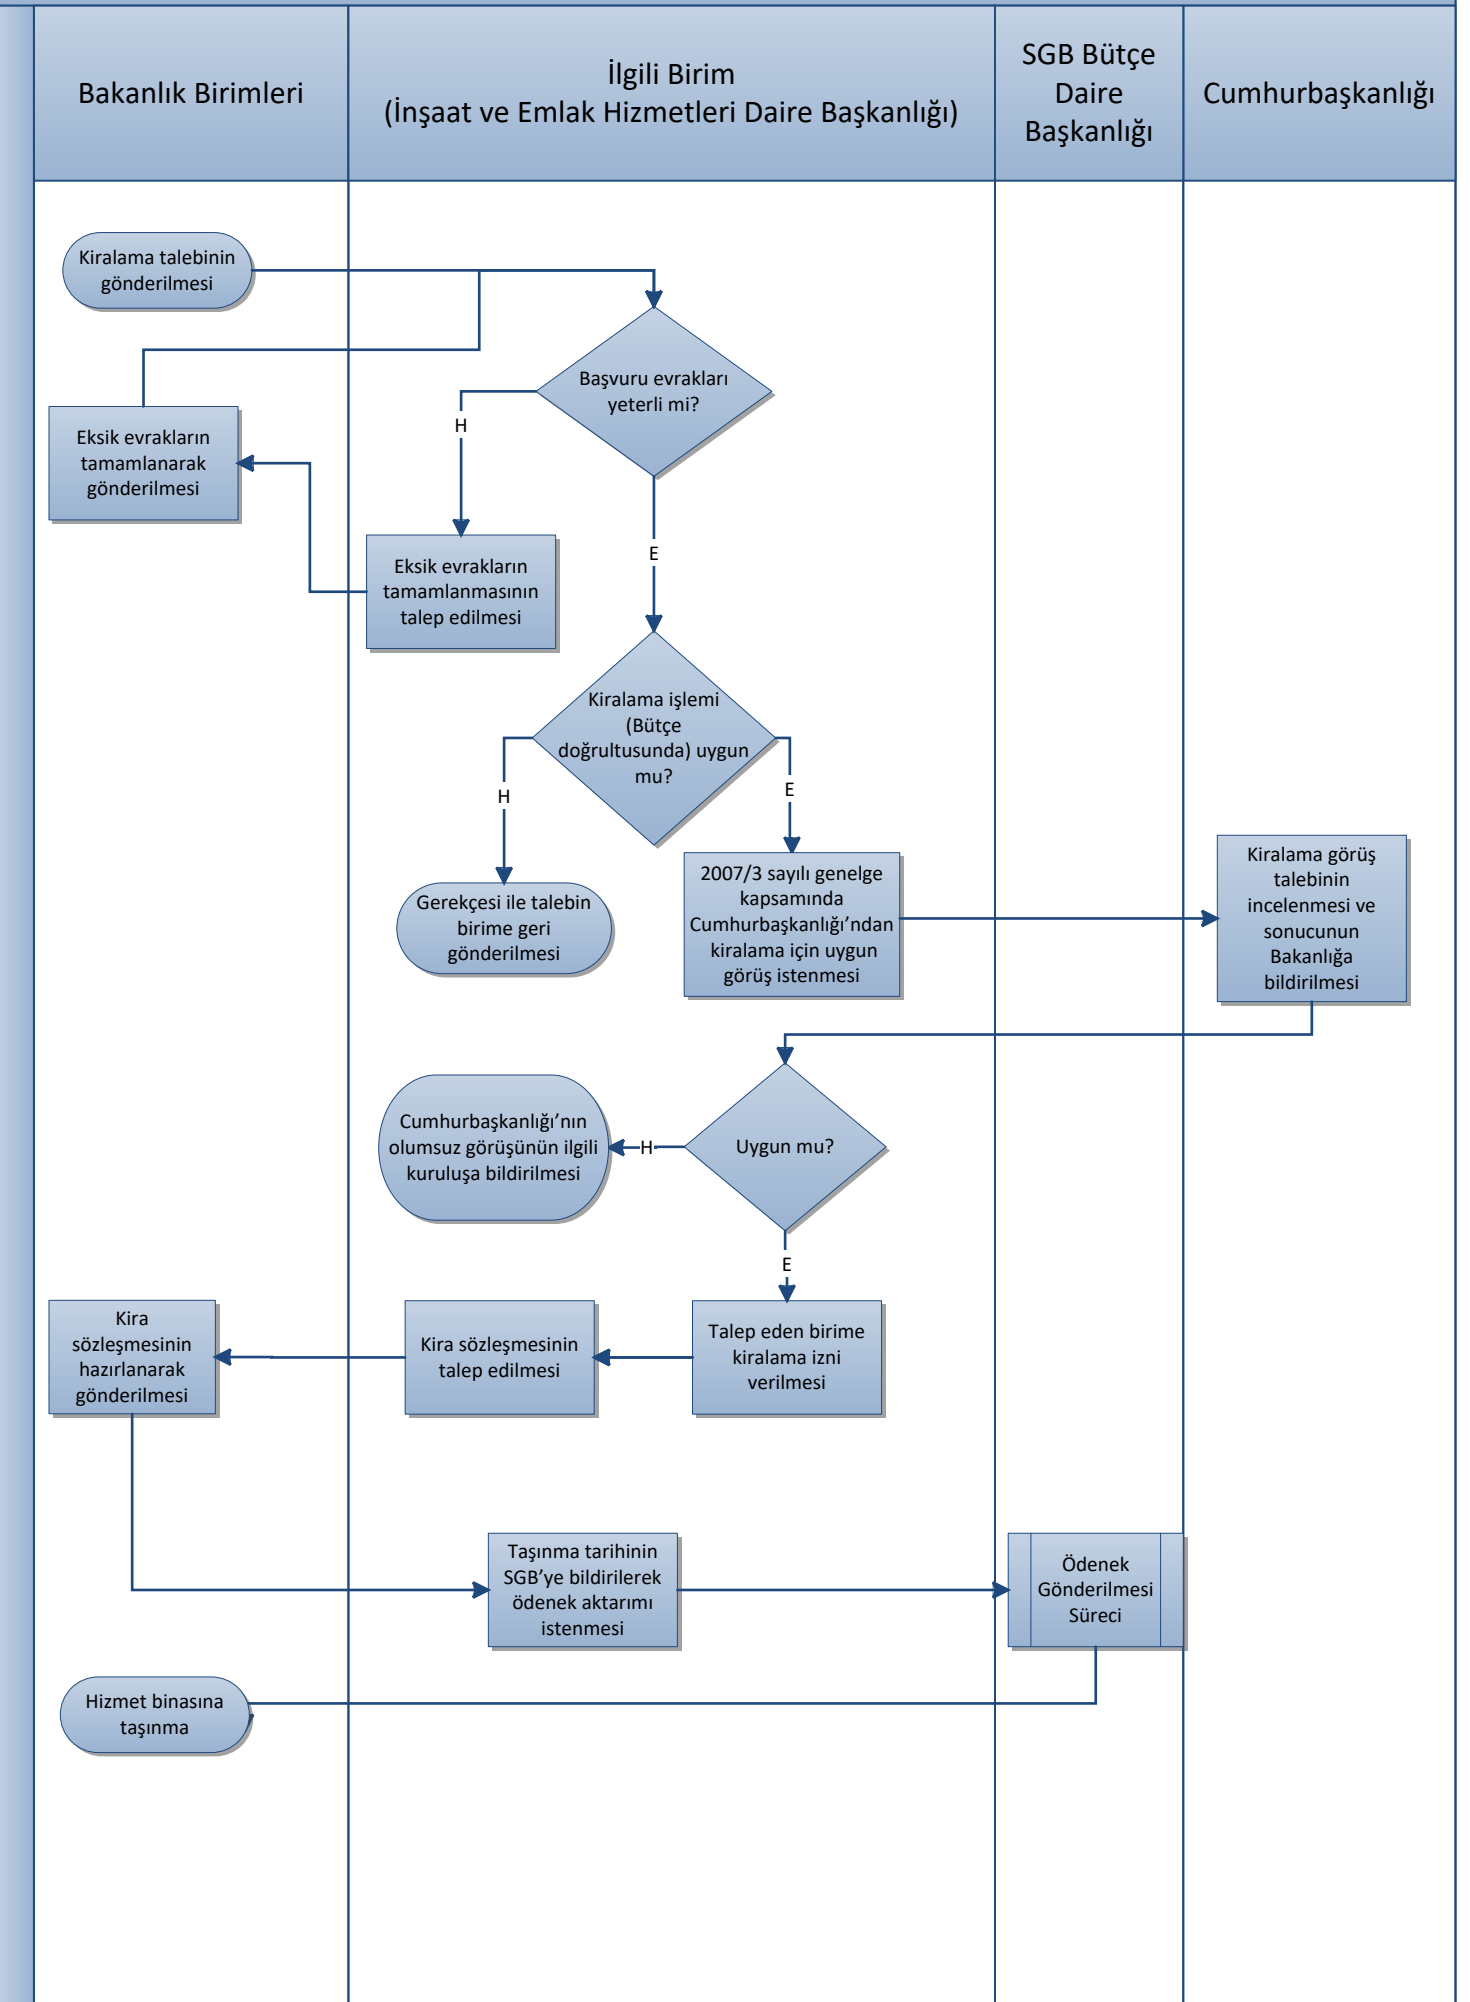 Bakanlık Birimleri
İlgili Birim
(İnşaat ve Emlak Hizmetleri Daire Başkanlığı)
SGB Bütçe
Daire
Başkanlığı
Cumhurbaşkanlığı
Kiralama talebinin
gönderilmesi
Başvuru evrakları
yeterli mi?
H
Eksik evrakların
tamamlanarak
gönderilmesi
E
Eksik evrakların
tamamlanmasının
talep edilmesi
Kiralama işlemi
(Bütçe
doğrultusunda) uygun
mu?
H
E
Gerekçesi ile talebin
birime geri
gönderilmesi
2007/3 sayılı genelge
kapsamında
Cumhurbaşkanlığı’ndan
kiralama için uygun
görüş istenmesi
Kiralama görüş
talebinin
incelenmesi ve
sonucunun
Bakanlığa
bildirilmesi
Cumhurbaşkanlığı’nın
olumsuz görüşünün ilgili
kuruluşa bildirilmesi
H
Uygun mu?
E
Kira
sözleşmesinin
hazırlanarak
gönderilmesi
Kira sözleşmesinin
talep edilmesi
Talep eden birime
kiralama izni
verilmesi
Taşınma tarihinin
SGB’ye bildirilerek
ödenek aktarımı
istenmesi
Ödenek
Gönderilmesi
Süreci
Hizmet binasına
taşınma